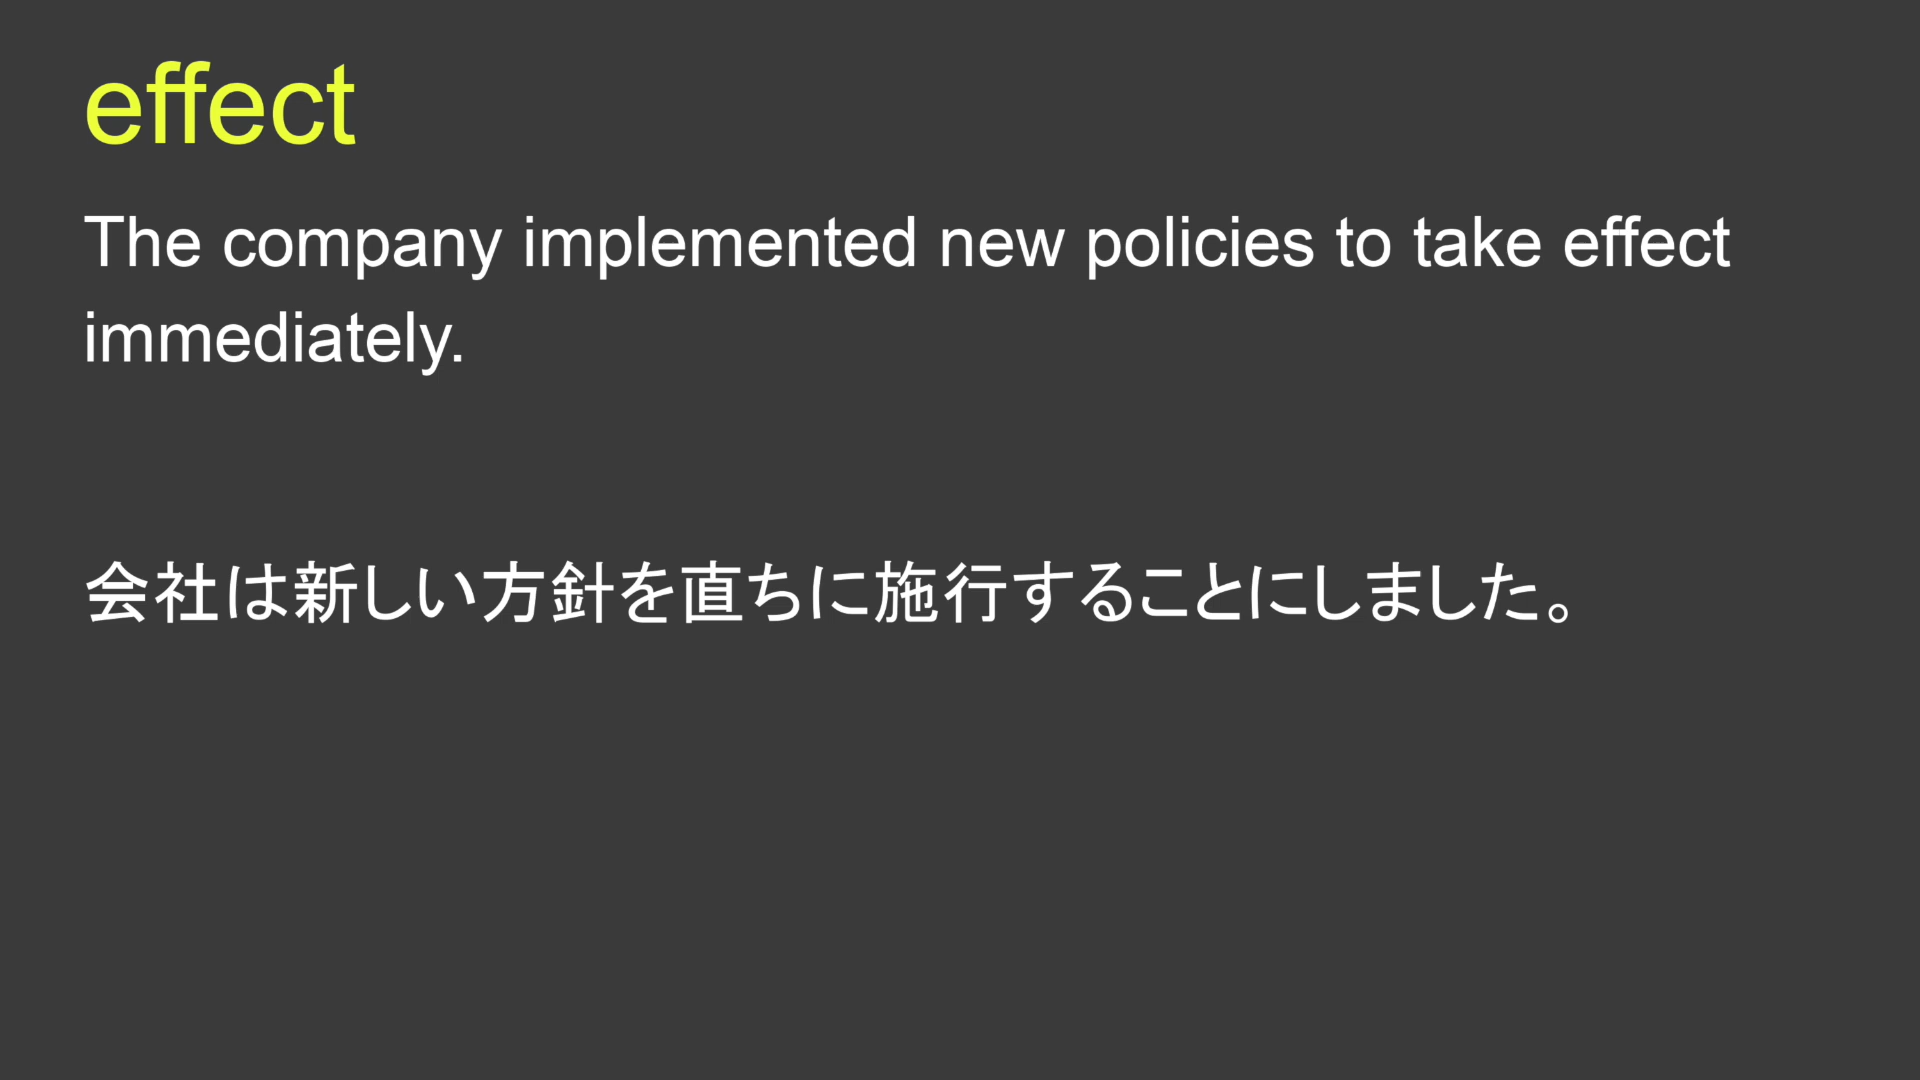 effect
The company implemented new policies to take effect
immediately.
会社は新しい方針を直ちに施行することにしました。